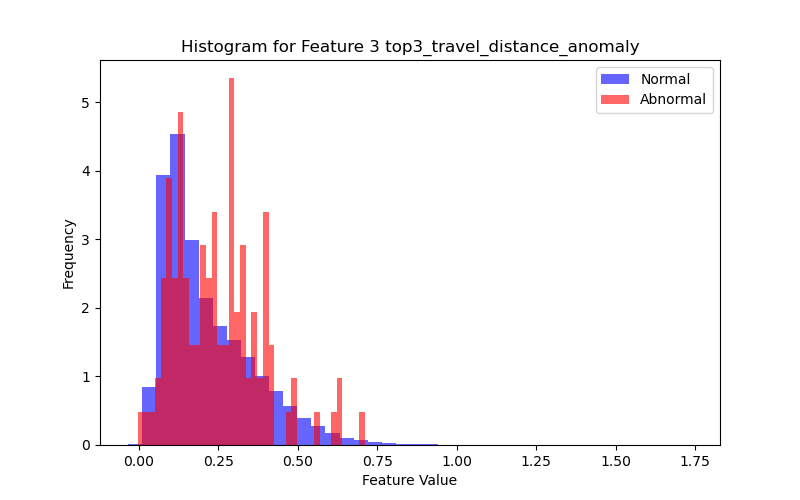 Histogram for Feature 3 top3_travel_distance_anomaly
Normal
Abnormal
5
4
3
2
1
0
Frequency
0.00 0.25 0.50 0.75 1.00 1.25 1.50 1.75
Feature Value